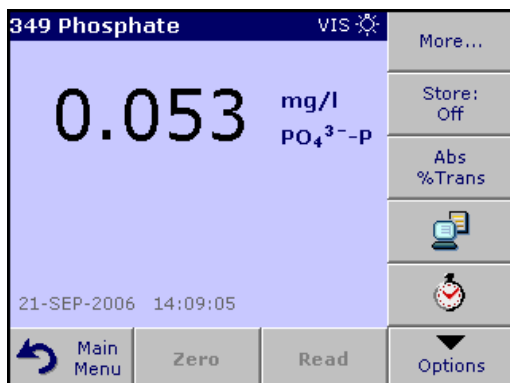 349 Phosphate VIS
More...
0.053 mg/l
PO₄³⁻-P
Store:
Off
Abs
%Trans
21-SEP-2006 14:09:05
Main
Menu
Zero
Read
Options